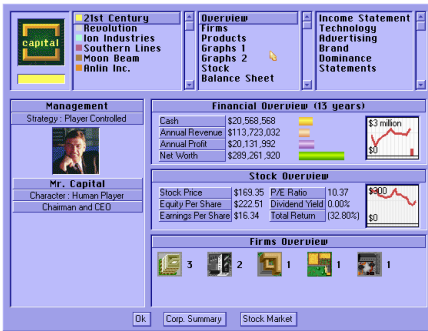 capital
21st Century
Revolution
Ion Industries
Southern Lines
Moon Beam
Anlin Inc.
Overview
Firms
Products
Graphs 1
Graphs 2
Stock
Balance Sheet
Income Statement
Technology
Advertising
Brand
Dominance
Statements
Management
Strategy : Player Controlled
Mr. Capital
Character : Human Player
Chairman and CEO
Financial Overview (13 years)
Cash $20,568,568
Annual Revenue $113,723,032
Annual Profit $20,131,992
Net Worth $289,261,920
$3 million
$0
Stock Overview
Stock Price $169.35 P/E Ratio 10.37
Equity Per Share $222.51 Dividend Yield 0.00%
Earnings Per Share $16.34 Total Return (32.80%)
$300
$0
Firms Overview
3 2 1 1 1
Ok Corp. Summary Stock Market